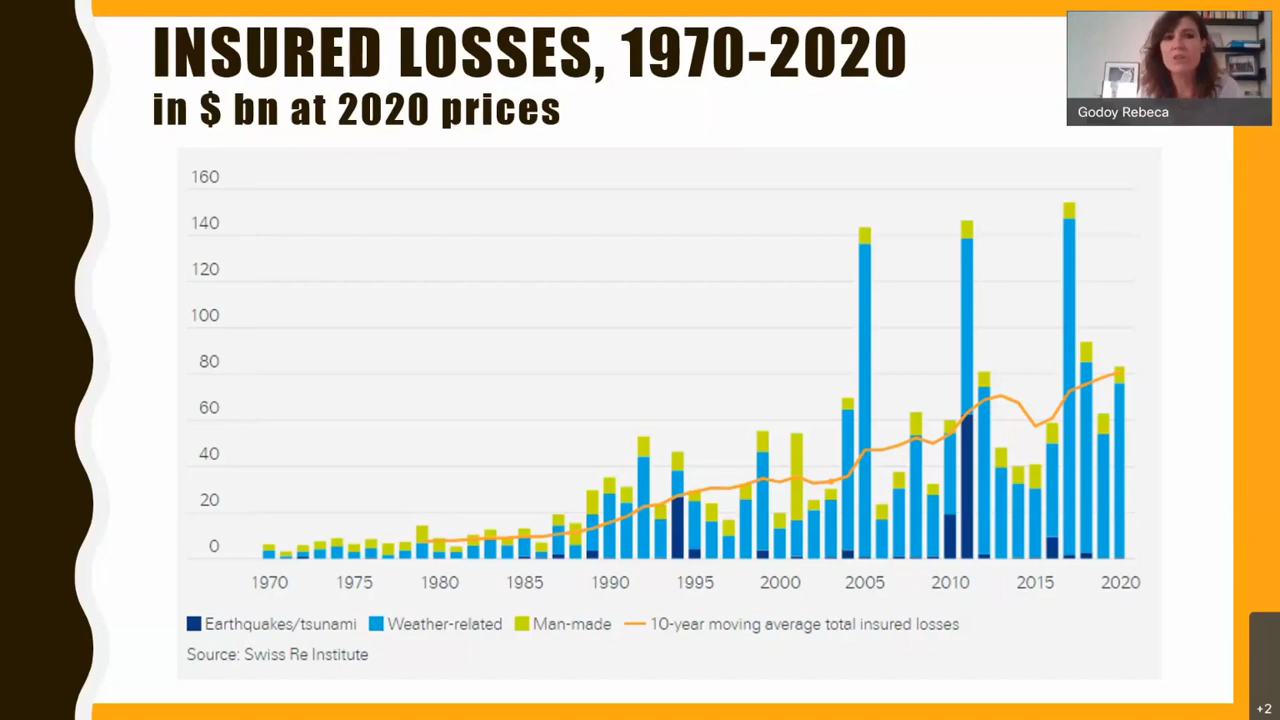 INSURED LOSSES, 1970-2020
in $ bn at 2020 prices
Godoy Rebeca
160
140
120
100
80
60
40
20
0
1970 1975 1980 1985 1990 1995 2000 2005 2010 2015 2020
Earthquakes/tsunami Weather-related Man-made 10-year moving average total insured losses
Source: Swiss Re Institute
+2